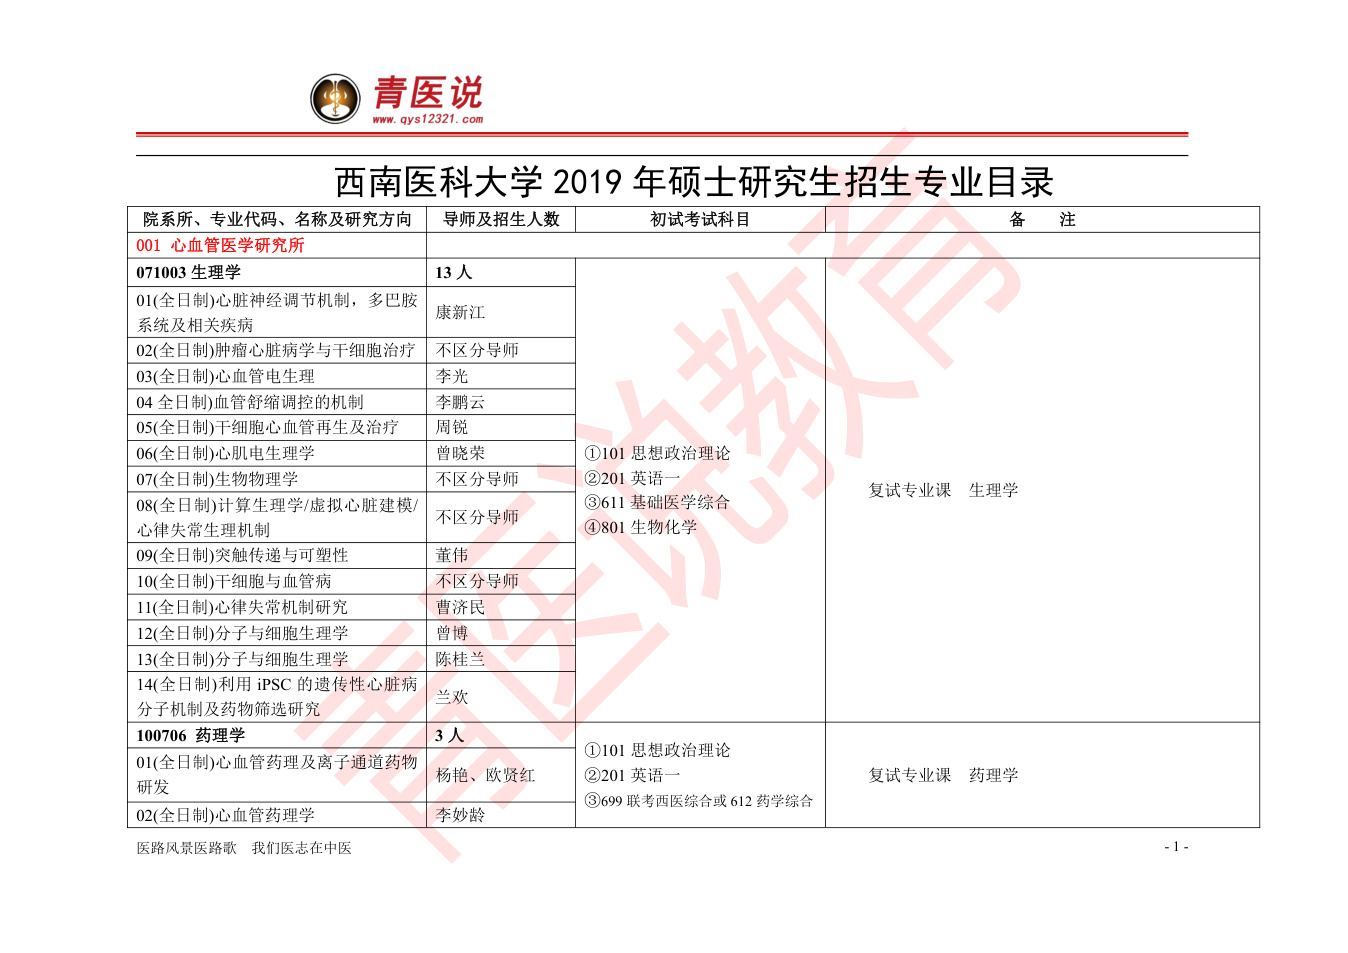 青医说
www.qys12321.com
西南医科大学 2019 年硕士研究生招生专业目录
院系所、专业代码、名称及研究方向 导师及招生人数 初试考试科目 备 注
001 心血管医学研究所
071003 生理学 13 人
01(全日制)心脏神经调节机制，多巴胺
系统及相关疾病
康新江
02(全日制)肿瘤心脏病学与干细胞治疗 不区分导师
03(全日制)心血管电生理 李光
04 全日制)血管舒缩调控的机制 李鹏云
05(全日制)干细胞心血管再生及治疗 周锐
06(全日制)心肌电生理学 曾晓荣
07(全日制)生物物理学 不区分导师
08(全日制)计算生理学/虚拟心脏建模/
心律失常生理机制
不区分导师
09(全日制)突触传递与可塑性 董伟
10(全日制)干细胞与血管病 不区分导师
11(全日制)心律失常机制研究 曹济民
12(全日制)分子与细胞生理学 曾博
13(全日制)分子与细胞生理学 陈桂兰
14(全日制)利用 iPSC 的遗传性心脏病
分子机制及药物筛选研究
兰欢
①101 思想政治理论
②201 英语一
③611 基础医学综合
④801 生物化学
复试专业课 生理学
100706 药理学 3 人
01(全日制)心血管药理及离子通道药物
研发
杨艳、欧贤红
02(全日制)心血管药理学 李妙龄
①101 思想政治理论
②201 英语一
③699 联考西医综合或 612 药学综合
复试专业课 药理学
医路风景医路歌 我们医志在中医
- 1 -
青医说教育